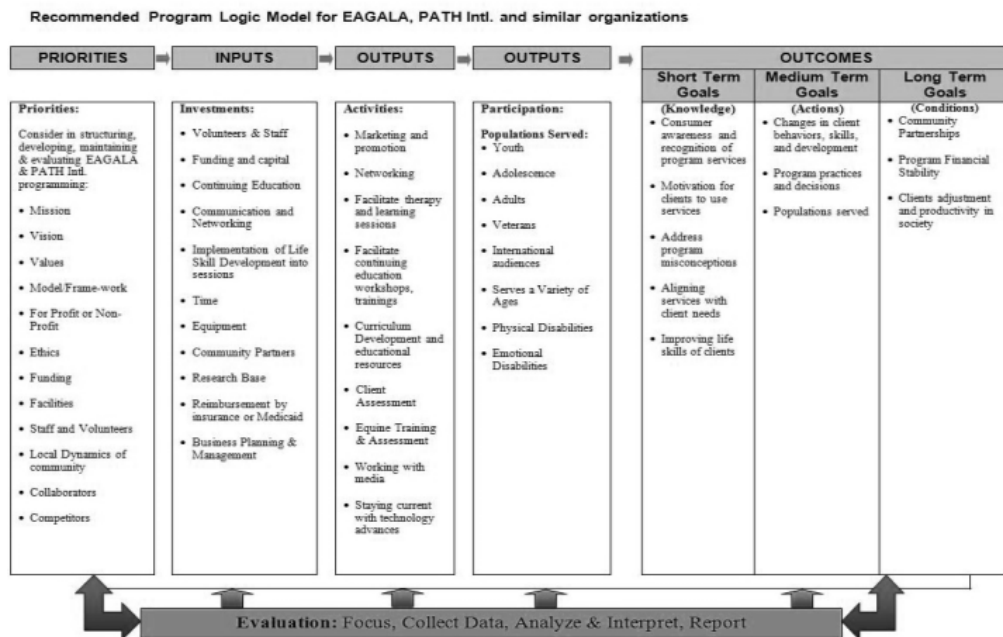 Recommended Program Logic Model for EAGALA, PATH Intl. and similar organizations
PRIORITIES
INPUTS
OUTPUTS
OUTPUTS
OUTCOMES
Short Term
Goals
Medium Term
Goals
Long Term
Goals
Priorities:
Consider in structuring,
developing, maintaining
& evaluating EAGALA
& PATH Intl.
programming:
• Mission
• Vision
• Values
• Model/Frame-work
• For Profit or Non-
Profit
• Ethics
• Funding
• Facilities
• Staff and Volunteers
• Local Dynamics of
community
• Collaborators
• Competitors
Investments:
• Volunteers & Staff
• Funding and capital
• Continuing Education
• Communication and
Networking
• Implementation of Life
Skill Development into
sessions
• Time
• Equipment
• Community Partners
• Research Base
• Reimbursement by
insurance or Medicaid
• Business Planning &
Management
Activities:
• Marketing and
promotion
• Networking
• Facilitate therapy
and learning
sessions
• Facilitate
continuing
education
workshops,
trainings
• Curriculum
Development and
educational
resources
• Client
Assessment
• Equine Training
& Assessment
• Working with
media
• Staying current
with technology
advances
Participation:
Populations Served:
• Youth
• Adolescence
• Adults
• Veterans
• International
audiences
• Serves a Variety of
Ages
• Physical Disabilities
• Emotional
Disabilities
(Knowledge)
• Consumer
awareness and
recognition of
program services
• Motivation for
clients to use
services
• Address
program
misconceptions
• Aligning
services with
client needs
• Improving life
skills of clients
(Actions)
• Changes in client
behaviors, skills,
and development
• Program practices
and decisions
• Populations served
(Conditions)
• Community
Partnerships
• Program Financial
Stability
• Clients adjustment
and productivity in
society
Evaluation: Focus, Collect Data, Analyze & Interpret, Report